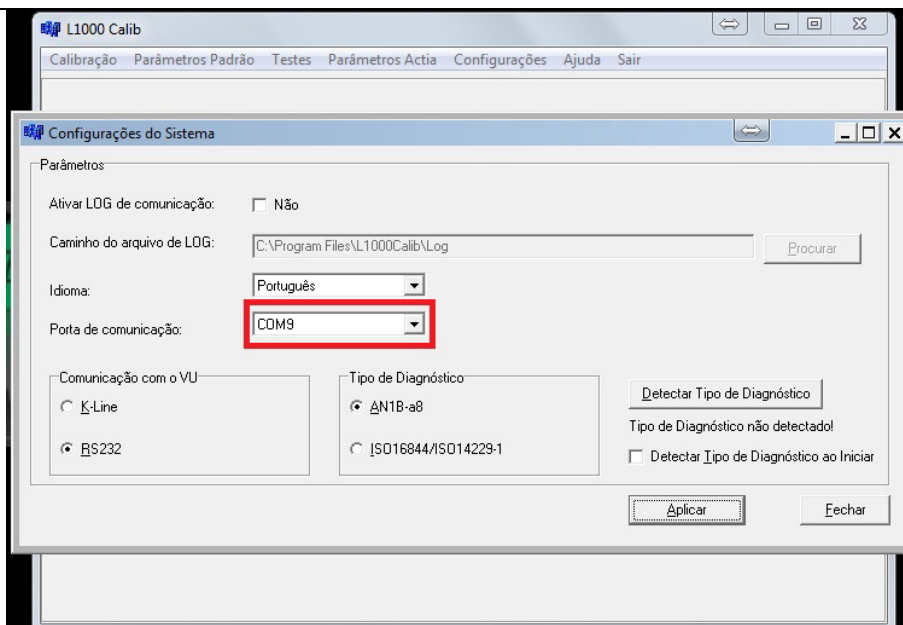 L1000 Calib
Calibração Parâmetros Padrão Testes Parâmetros Actia Configurações Ajuda Sair
Configurações do Sistema
Parâmetros
Ativar LOG de comunicação: Não
Caminho do arquivo de LOG: C:\Program Files\L1000Calib\Log Procurar
Idioma: Português
Porta de comunicação: COM9
Comunicação com o VU Tipo de Diagnóstico
Detectar Tipo de Diagnóstico
K-Line AN1B-a8
Tipo de Diagnóstico não detectado!
RS232 ISO16844/ISO14229-1 Detectar Tipo de Diagnóstico ao Iniciar
Aplicar Fechar